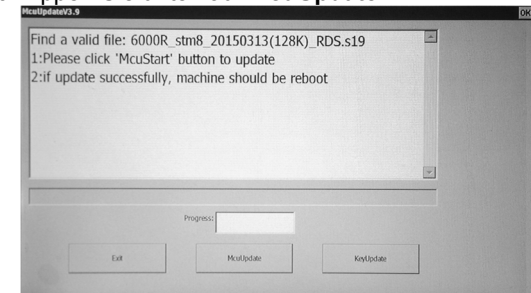 McuUpdateV3.9
OK
Find a valid file: 6000R_stm8_20150313(128K)_RDS.s19
1:Please click 'McuStart' button to update
2:if update successfully, machine should be reboot
Progress:
Exit
McuUpdate
KeyUpdate